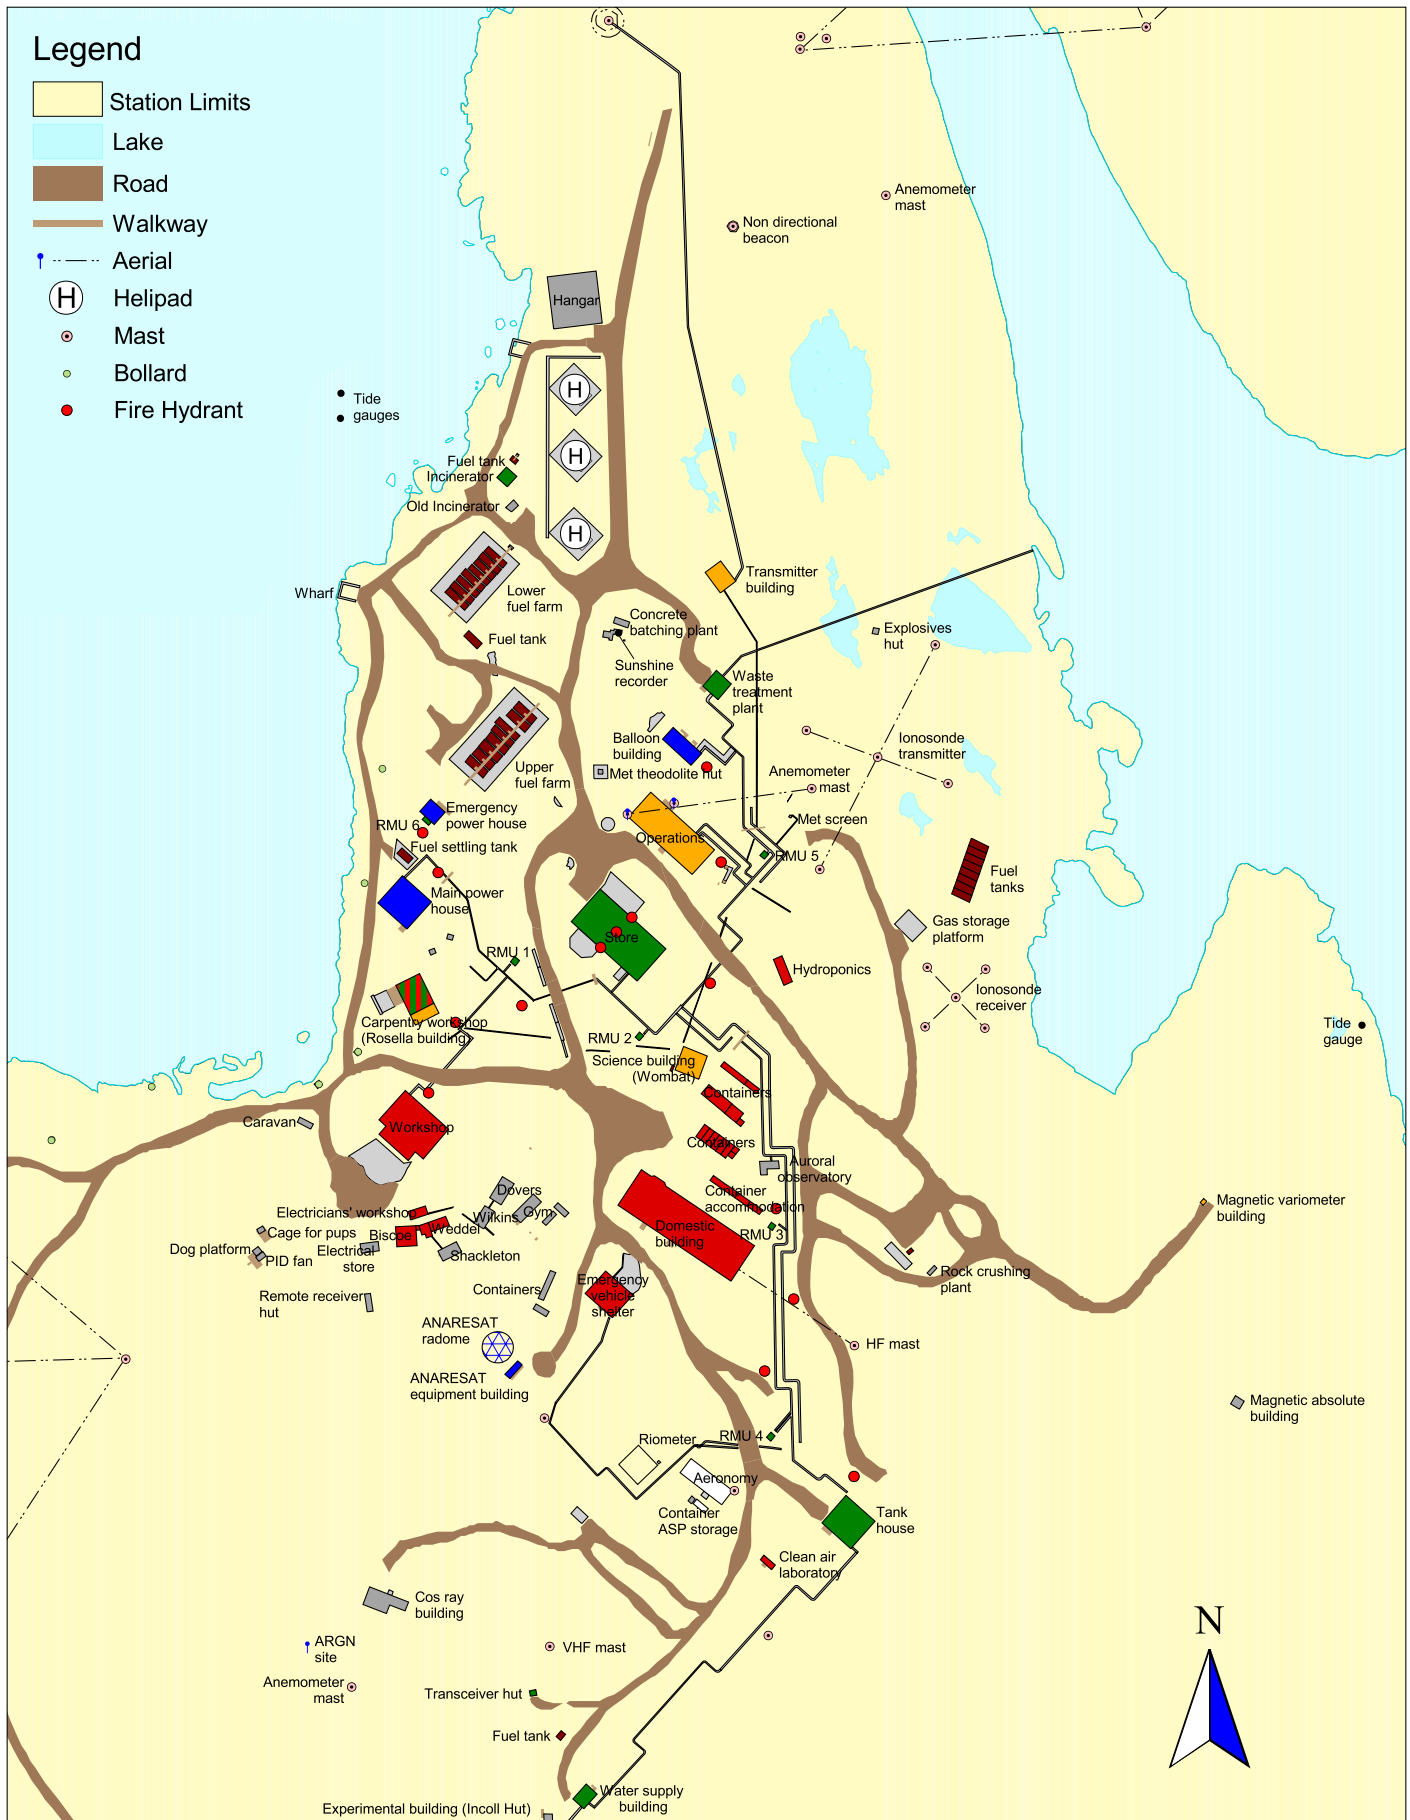 Legend
Station Limits
Lake
Road
Walkway
Aerial
H
Helipad
Mast
Bollard
Fire Hydrant
Anemometer
mast
Non directional
beacon
Hangar
H
Tide
gauges
H
Fuel tank
Incinerator
Old Incinerator
H
Wharf
Lower
fuel farm
Transmitter
building
Concrete
batching plant
Explosives
hut
Fuel tank
Sunshine
recorder
Waste
treatment
plant
Balloon
building
Ionosonde
transmitter
Upper
fuel farm
Met theodolite hut
Anemometer
mast
Emergency
power house
RMU 6
Met screen
Operations
Fuel settling tank
RMU 5
Fuel
tanks
Main power
house
Gas storage
platform
Store
RMU 1
Hydroponics
Ionosonde
receiver
Carpentry workshop
(Rosella building)
Tide
gauge
RMU 2
Science building
(Wombat)
Containers
Caravan
Workshop
Containers
Auroral
observatory
Dovers
Container
accommodation
Magnetic variometer
building
Electricians' workshop
Wilkins
Gym
Cage for pups
Biscoe
Weddel
Domestic
building
RMU 3
Dog platform
PID fan
Electrical
store
Shackleton
Rock crushing
plant
Containers
Emergency
vehicle
shelter
Remote receiver
hut
ANARESAT
radome
HF mast
ANARESAT
equipment building
Magnetic absolute
building
Riometer
RMU 4
Aeronomy
Container
ASP storage
Tank
house
Clean air
laboratory
Cos ray
building
N
ARGN
site
VHF mast
Anemometer
mast
Transceiver hut
Fuel tank
Water supply
building
Experimental building (Incoll Hut)